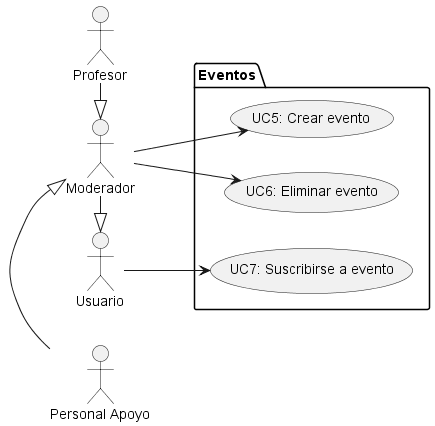 Profesor
Eventos
UC5: Crear evento
Moderador
UC6: Eliminar evento
Usuario
UC7: Suscribirse a evento
Personal Apoyo